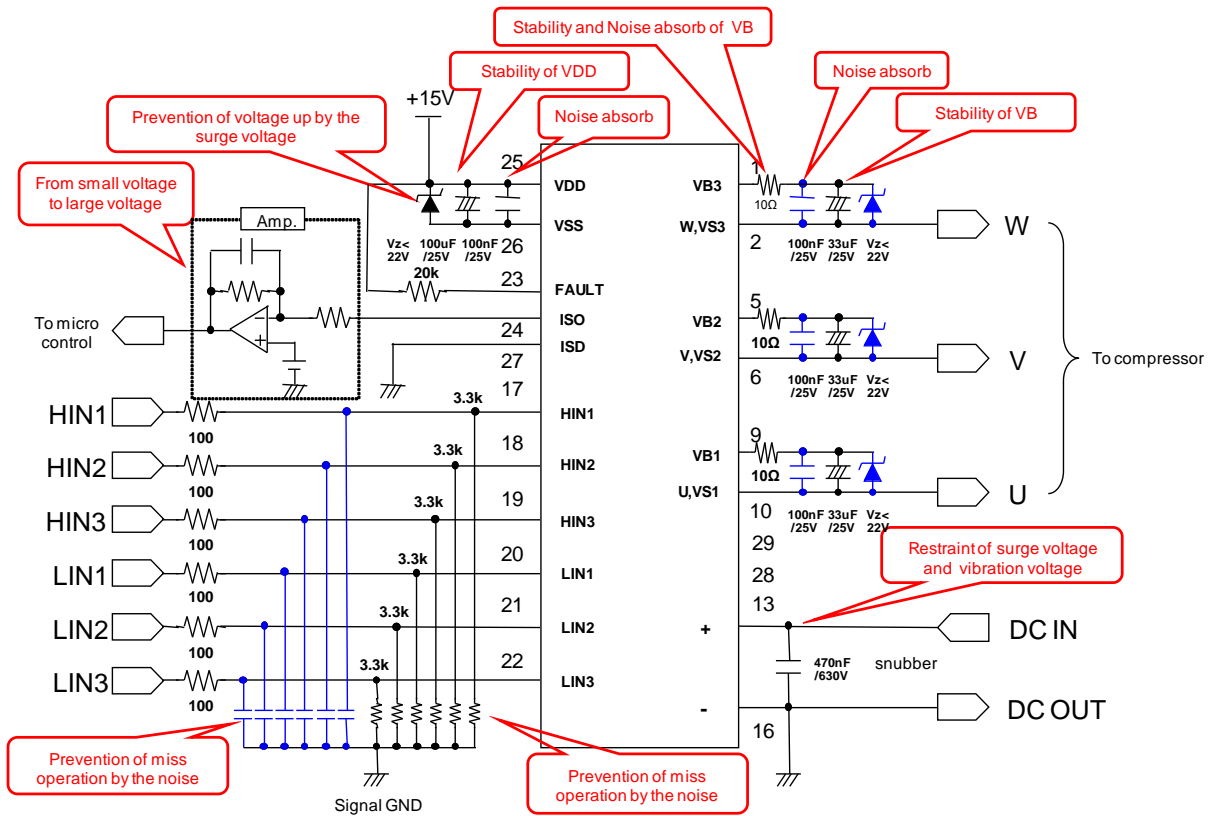 Stability and Noise absorb of VB
Stability of VDD
Noise absorb
+15V
Prevention of voltage up by the
surge voltage
Noise absorb
Stability of VB
From small voltage
to large voltage
Amp.
25
VDD
VSS
26
Vz<
22V
100uF
/25V
100nF
/25V
20k
23
FAULT
ISO
24
ISD
27
To micro
control
1
VB3
10Ω
W,VS3
2
100nF
/25V
33uF
/25V
Vz<
22V
W
5
VB2
10Ω
V,VS2
6
100nF
/25V
33uF
/25V
Vz<
22V
V
To compressor
9
VB1
10Ω
U,VS1
10
100nF
/25V
33uF
/25V
Vz<
22V
U
29
28
13
Restraint of surge voltage
and vibration voltage
+
DC IN
470nF
/630V
snubber
-
DC OUT
16
17
HIN1
100
3.3k
HIN1
18
HIN2
100
3.3k
HIN2
19
HIN3
100
3.3k
HIN3
20
LIN1
100
3.3k
LIN1
21
LIN2
100
3.3k
LIN2
22
LIN3
100
3.3k
LIN3
Prevention of miss
operation by the noise
Prevention of miss
operation by the noise
Signal GND